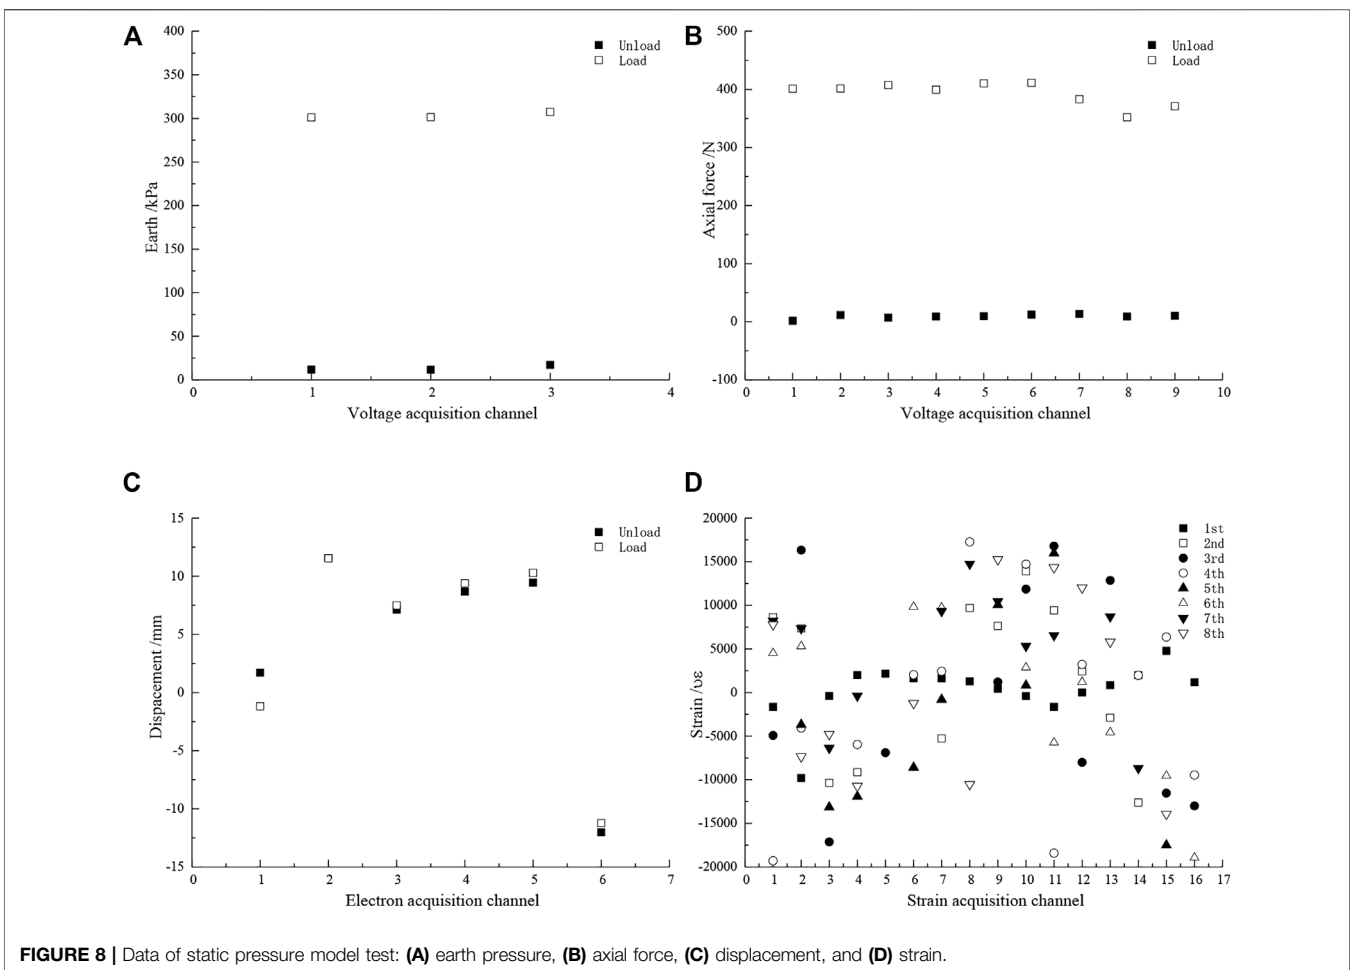 A
400
350
300
250
200
150
100
50
0
Earth /kPa
Unload
Load
0 1 2 3 4
Voltage acquisition channel
B
500
400
300
200
100
0
-100
Axial force /N
Unload
Load
0 1 2 3 4 5 6 7 8 9 10
Voltage acquisition channel
C
15
10
5
0
-5
-10
-15
Dispacement /mm
Unload
Load
0 1 2 3 4 5 6 7
Electron acquisition channel
D
20000
15000
10000
5000
0
-5000
-10000
-15000
-20000
Strain /υε
1st
2nd
3rd
4th
5th
6th
7th
8th
0 1 2 3 4 5 6 7 8 9 10 11 12 13 14 15 16 17
Strain acquisition channel
FIGURE 8 | Data of static pressure model test: (A) earth pressure, (B) axial force, (C) displacement, and (D) strain.